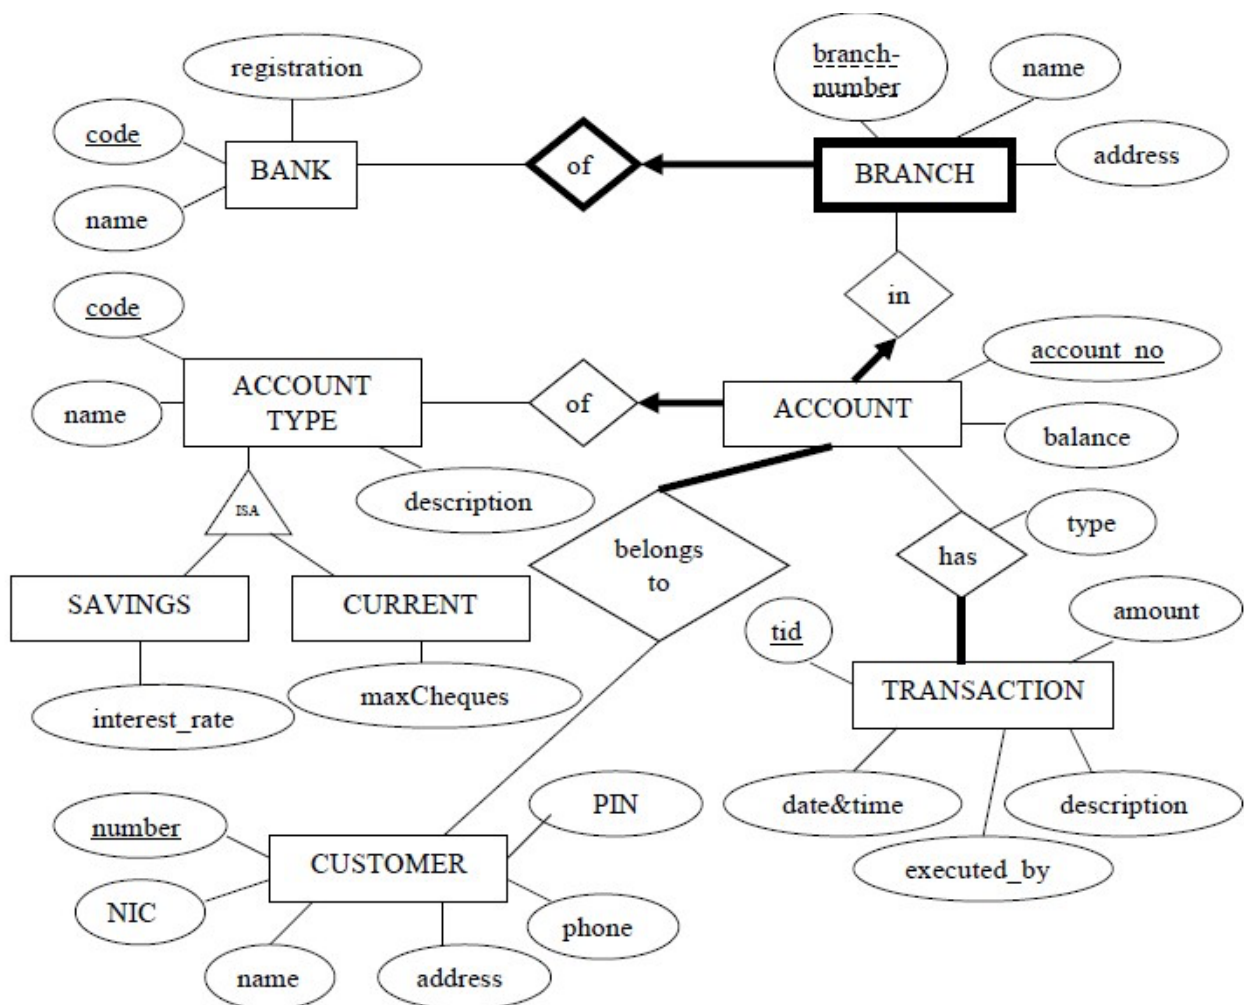 registration
branch-
number
name
code
BANK
of
BRANCH
address
name
code
in
account_no
ACCOUNT
TYPE
name
of
ACCOUNT
balance
description
ISA
type
belongs
to
has
SAVINGS
CURRENT
amount
tid
maxCheques
TRANSACTION
interest_rate
date&time
description
PIN
number
executed_by
CUSTOMER
NIC
phone
name
address